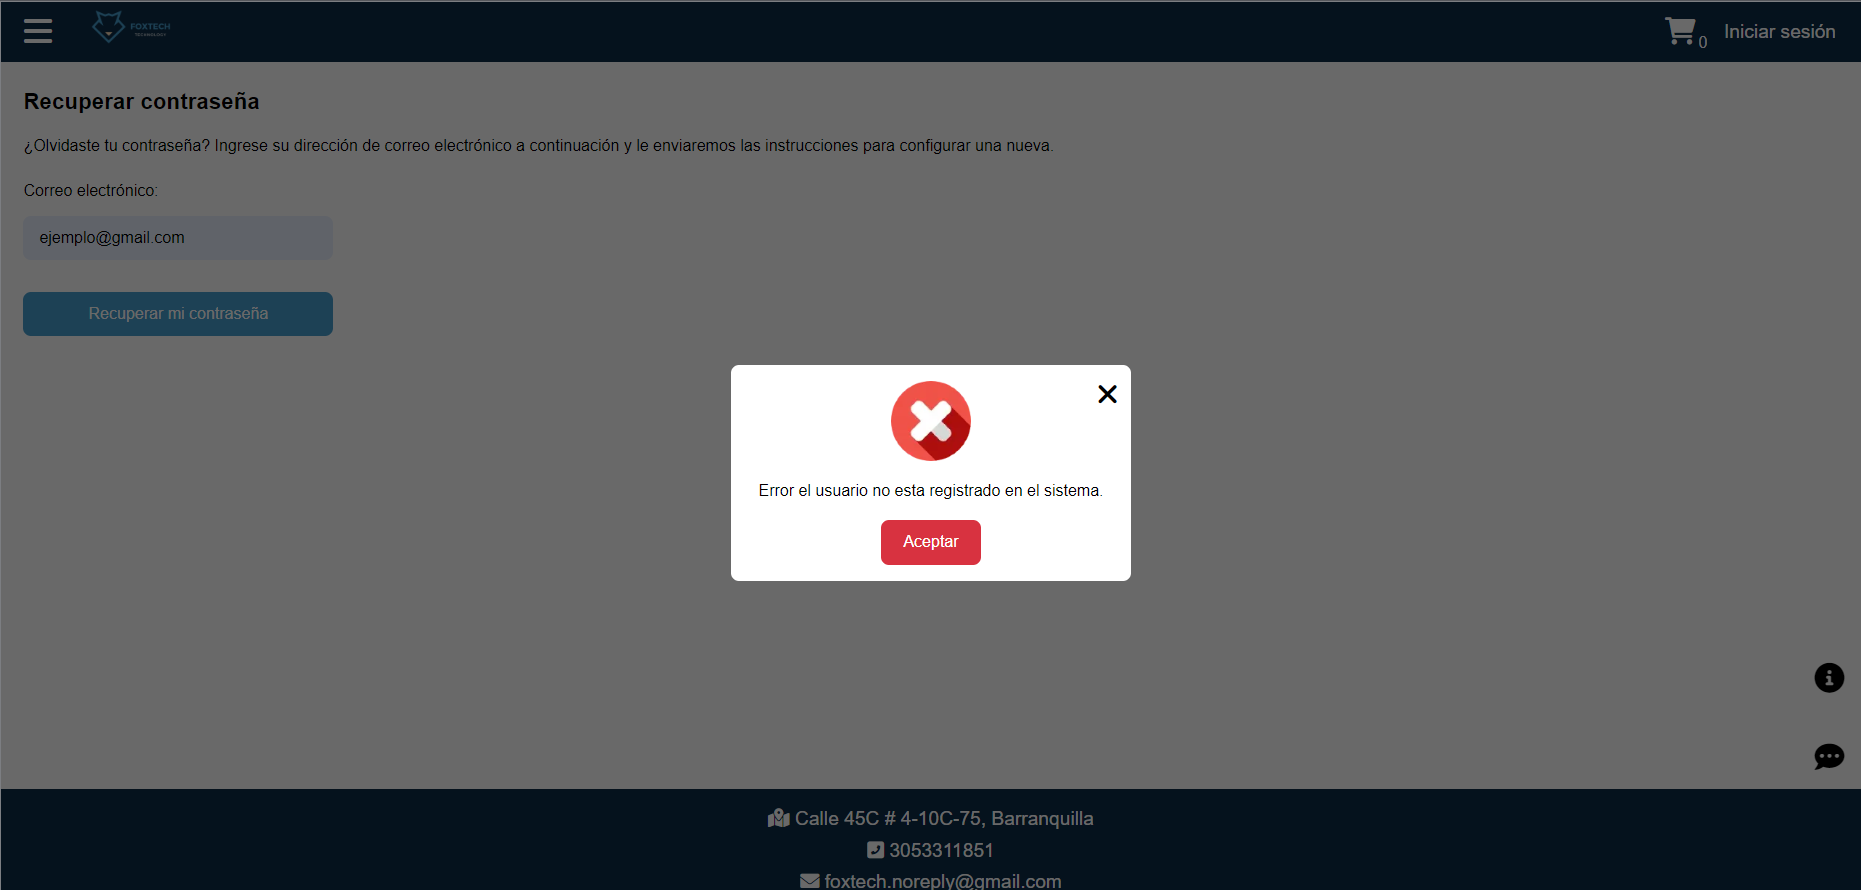 FOXTECH
TECHNOLOGY
0
Iniciar sesión
Recuperar contraseña
¿Olvidaste tu contraseña? Ingrese su dirección de correo electrónico a continuación y le enviaremos las instrucciones para configurar una nueva.
Correo electrónico:
ejemplo@gmail.com
Recuperar mi contraseña
Error el usuario no esta registrado en el sistema.
Aceptar
Calle 45C # 4-10C-75, Barranquilla
3053311851
foxtech.noreply@gmail.com